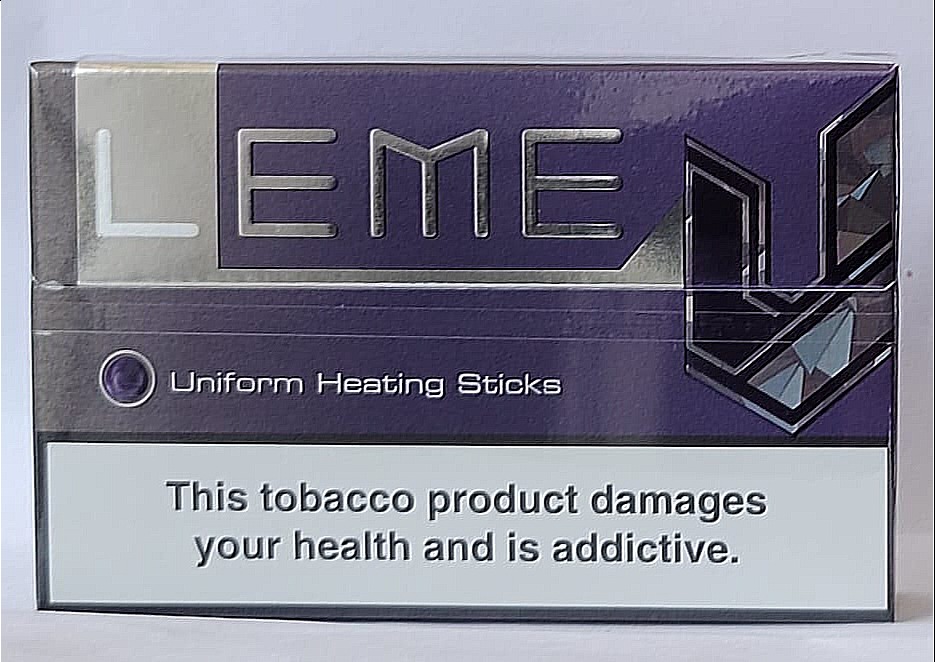 LEME
Uniform Heating Sticks
This tobacco product damages
your health and is addictive.